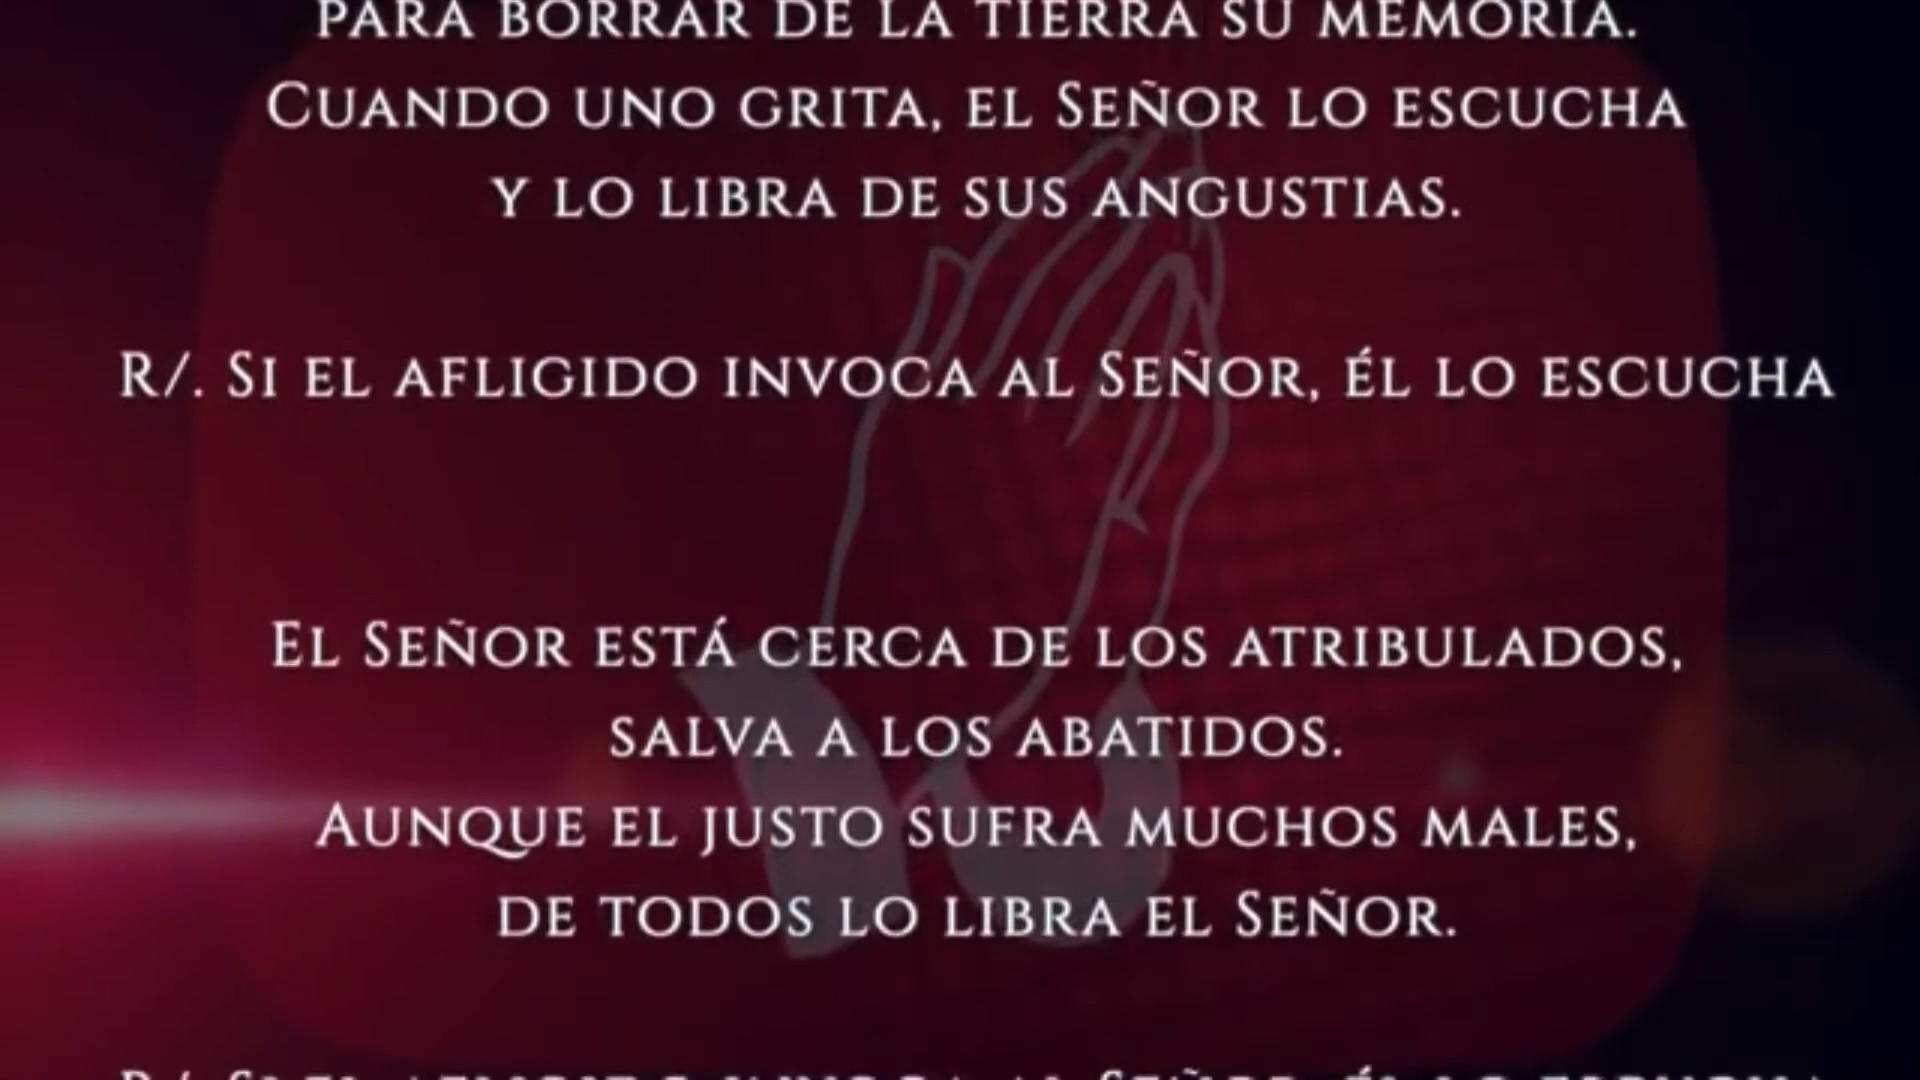 PARA BORRAR DE LA TIERRA SU MEMORIA.
CUANDO UNO GRITA, EL SEÑOR LO ESCUCHA
Y LO LIBRA DE SUS ANGUSTIAS.
R/. SI EL AFLIGIDO INVOCA AL SEÑOR, ÉL LO ESCUCHA
EL SEÑOR ESTÁ CERCA DE LOS ATRIBULADOS,
SALVA A LOS ABATIDOS.
AUNQUE EL JUSTO SUFRA MUCHOS MALES,
DE TODOS LO LIBRA EL SEÑOR.